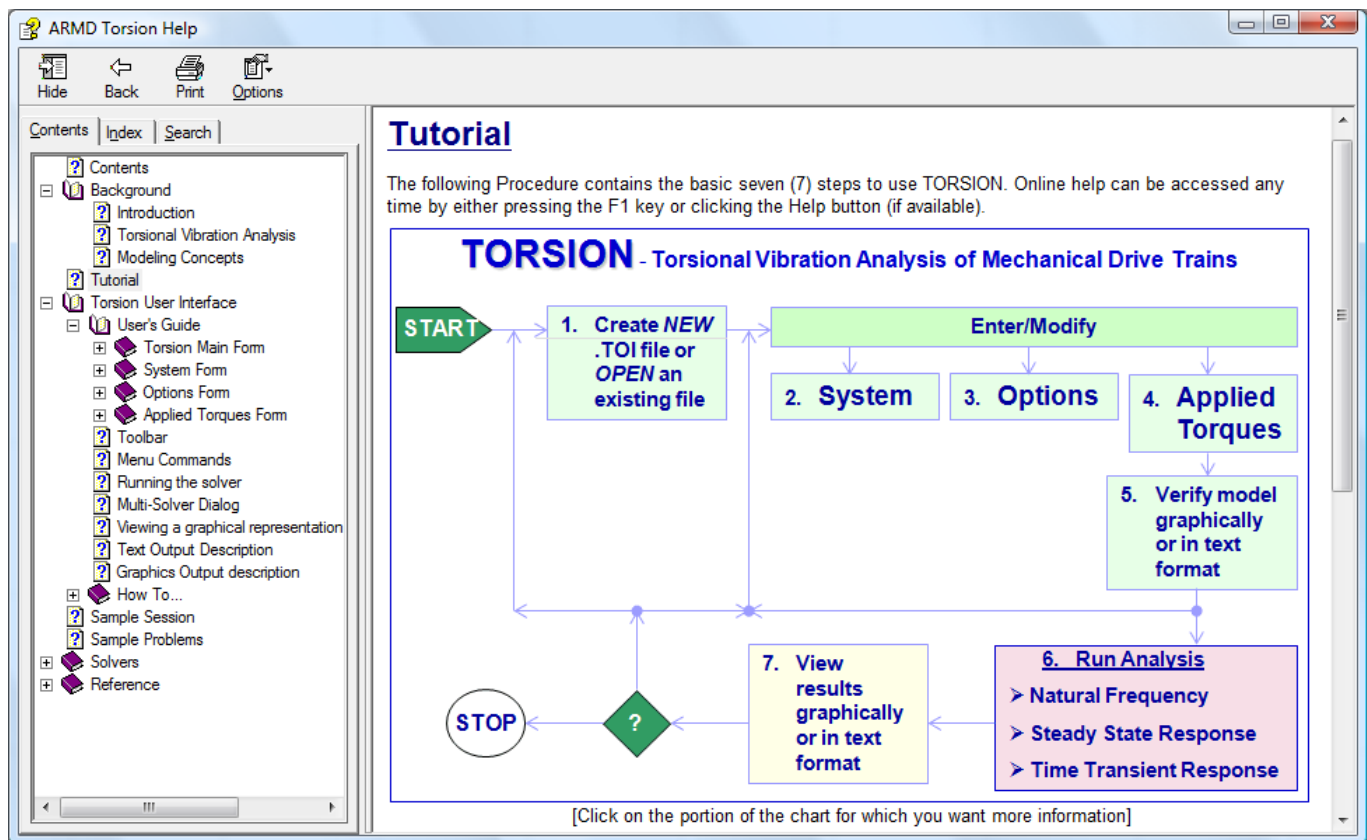 ARMD Torsion Help
Hide Back Print Options
Contents Index Search
Contents
Background
Introduction
Torsional Vibration Analysis
Modeling Concepts
Tutorial
Torsion User Interface
User's Guide
Torsion Main Form
System Form
Options Form
Applied Torques Form
Toolbar
Menu Commands
Running the solver
Multi-Solver Dialog
Viewing a graphical representation
Text Output Description
Graphics Output description
How To...
Sample Session
Sample Problems
Solvers
Reference
Tutorial
The following Procedure contains the basic seven (7) steps to use TORSION. Online help can be accessed any
time by either pressing the F1 key or clicking the Help button (if available).
TORSION - Torsional Vibration Analysis of Mechanical Drive Trains
START
1. Create NEW
.TOI file or
OPEN an
existing file
Enter/Modify
2. System
3. Options
4. Applied
Torques
5. Verify model
graphically
or in text
format
6. Run Analysis
➢ Natural Frequency
➢ Steady State Response
➢ Time Transient Response
7. View
results
graphically
or in text
format
?
STOP
[Click on the portion of the chart for which you want more information]